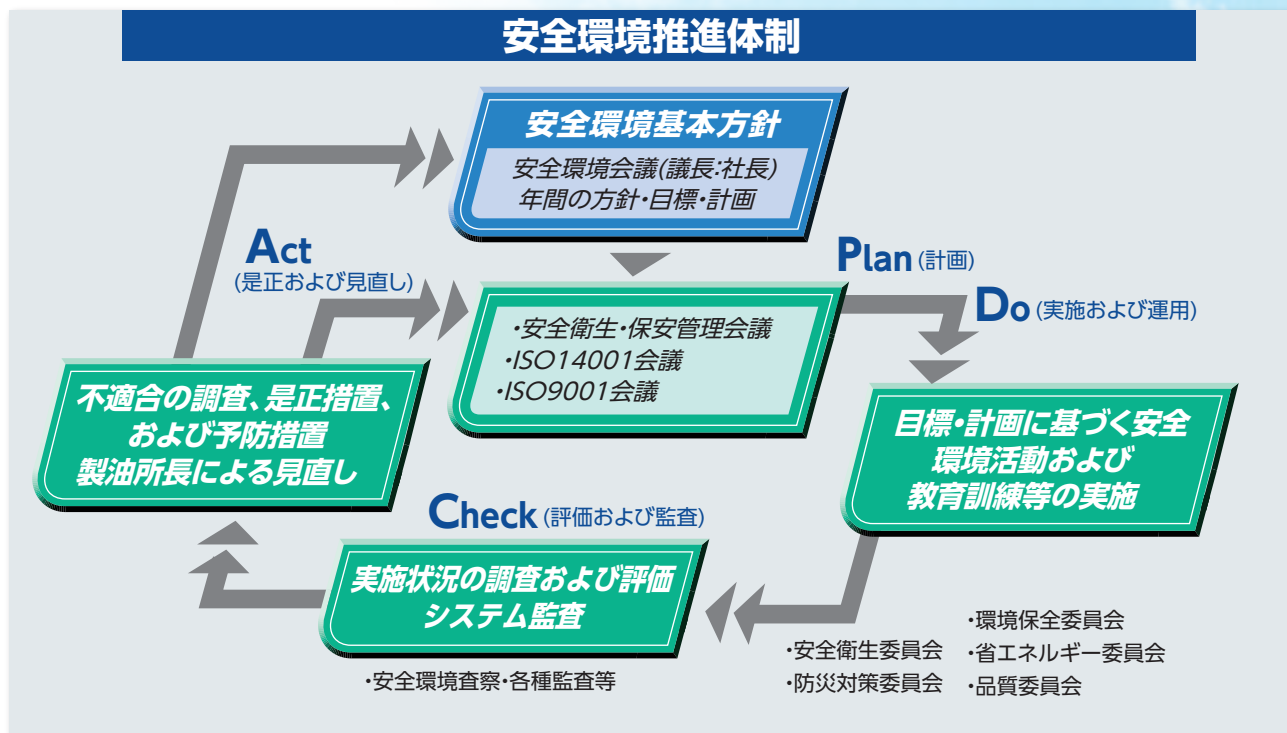 安全環境推進体制
安全環境基本方針
安全環境会議(議長:社長)
年間の方針・目標・計画
Act
(是正および見直し)
Plan (計画)
Do (実施および運用)
・安全衛生・保安管理会議
・ISO14001会議
・ISO9001会議
不適合の調査、是正措置、
および予防措置
製油所長による見直し
目標・計画に基づく安全
環境活動および
教育訓練等の実施
Check (評価および監査)
実施状況の調査および評価
システム監査
・安全環境査察・各種監査等
・安全衛生委員会
・防災対策委員会
・環境保全委員会
・省エネルギー委員会
・品質委員会